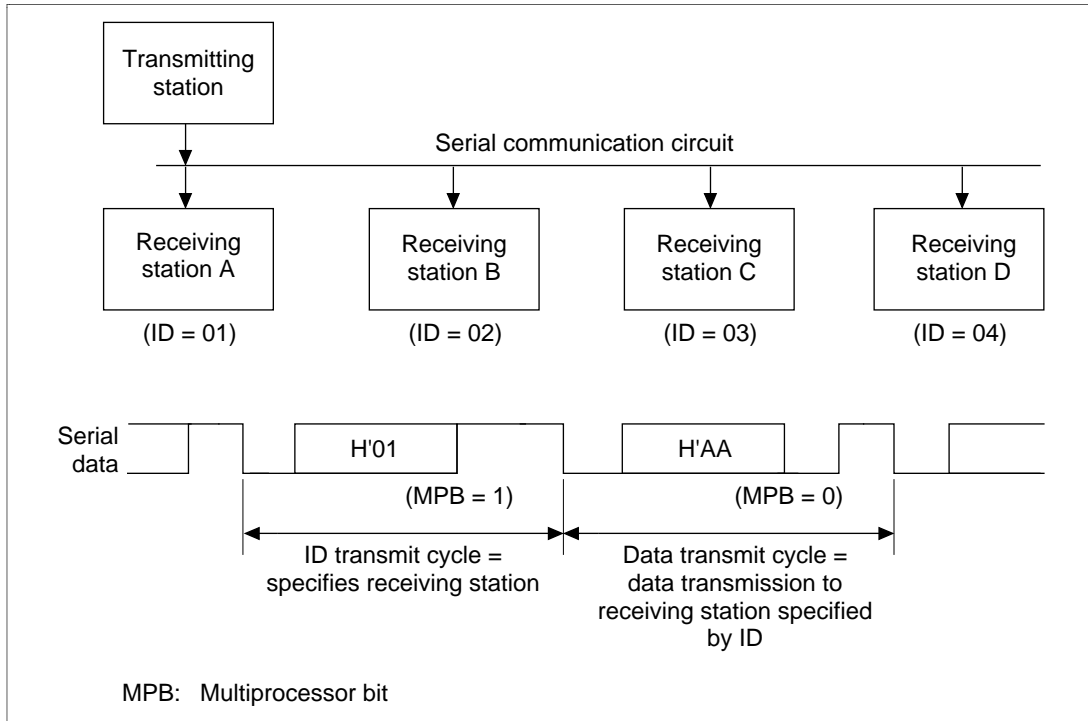 Transmitting
station
Serial communication circuit
Receiving
station A
Receiving
station B
Receiving
station C
Receiving
station D
(ID = 01)
(ID = 02)
(ID = 03)
(ID = 04)
Serial
data
H'01
H'AA
(MPB = 1)
(MPB = 0)
ID transmit cycle =
specifies receiving station
Data transmit cycle =
data transmission to
receiving station specified
by ID
MPB: Multiprocessor bit